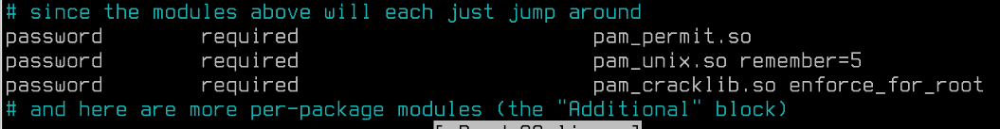 # since the modules above will each just jump around
password required pam_permit.so
password required pam_unix.so remember=5
password required pam_cracklib.so enforce_for_root
# and here are more per-package modules (the "Additional" block)